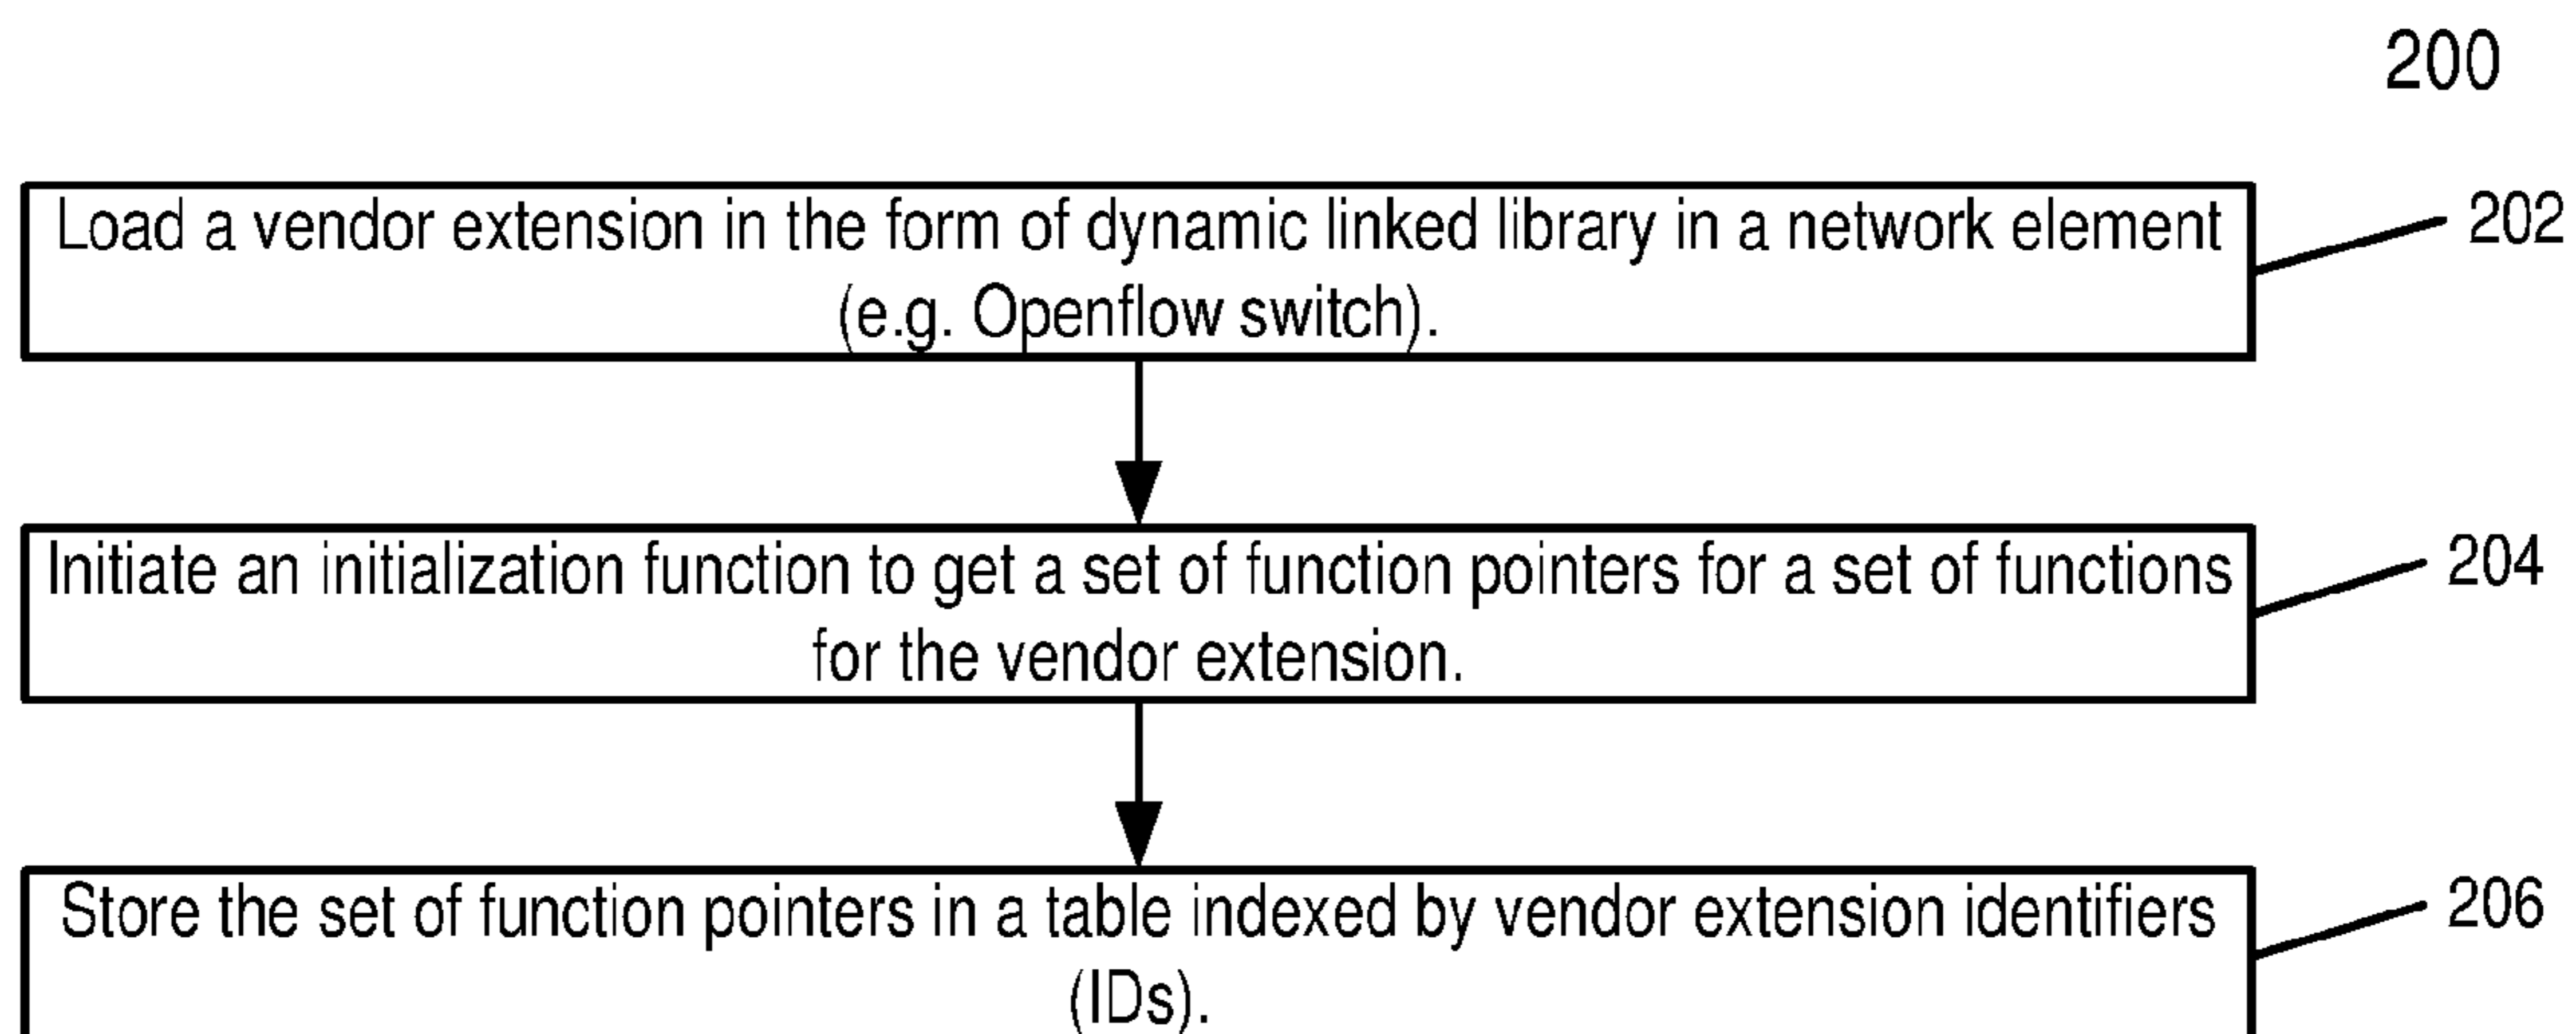 200
Load a vendor extension in the form of dynamic linked library in a network element
(e.g. Openflow switch).
202
Initiate an initialization function to get a set of function pointers for a set of functions
for the vendor extension.
204
Store the set of function pointers in a table indexed by vendor extension identifiers
(IDs).
206